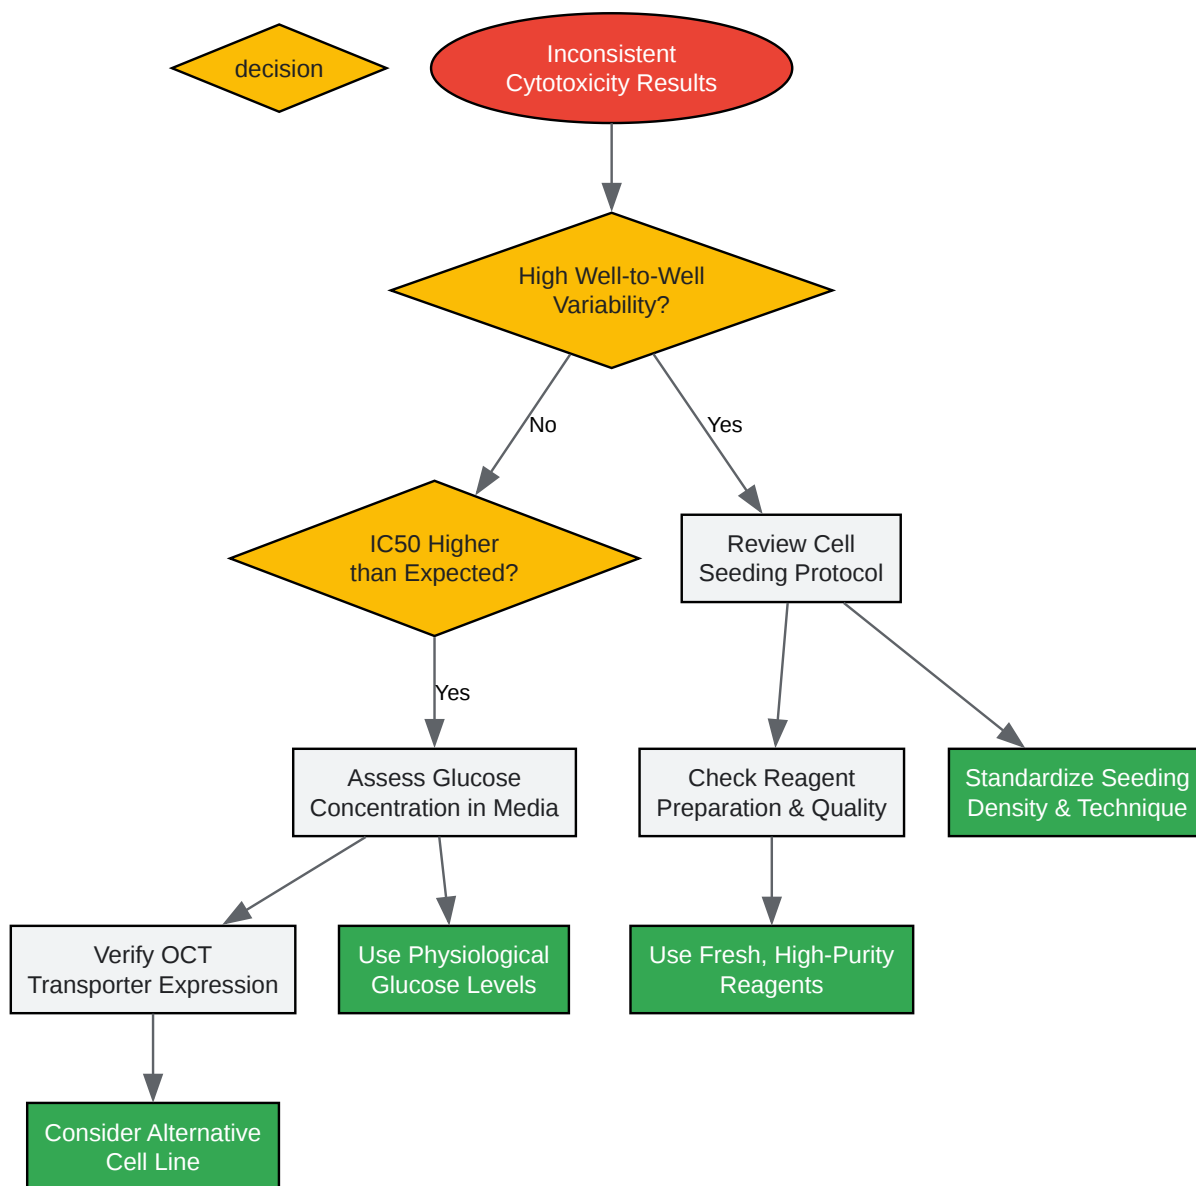 decision
Inconsistent
Cytotoxicity Results
High Well-to-Well
Variability?
No
Yes
IC50 Higher
than Expected?
Review Cell
Seeding Protocol
Yes
Assess Glucose
Concentration in Media
Check Reagent
Preparation & Quality
Standardize Seeding
Density & Technique
Verify OCT
Transporter Expression
Use Physiological
Glucose Levels
Use Fresh, High-Purity
Reagents
Consider Alternative
Cell Line